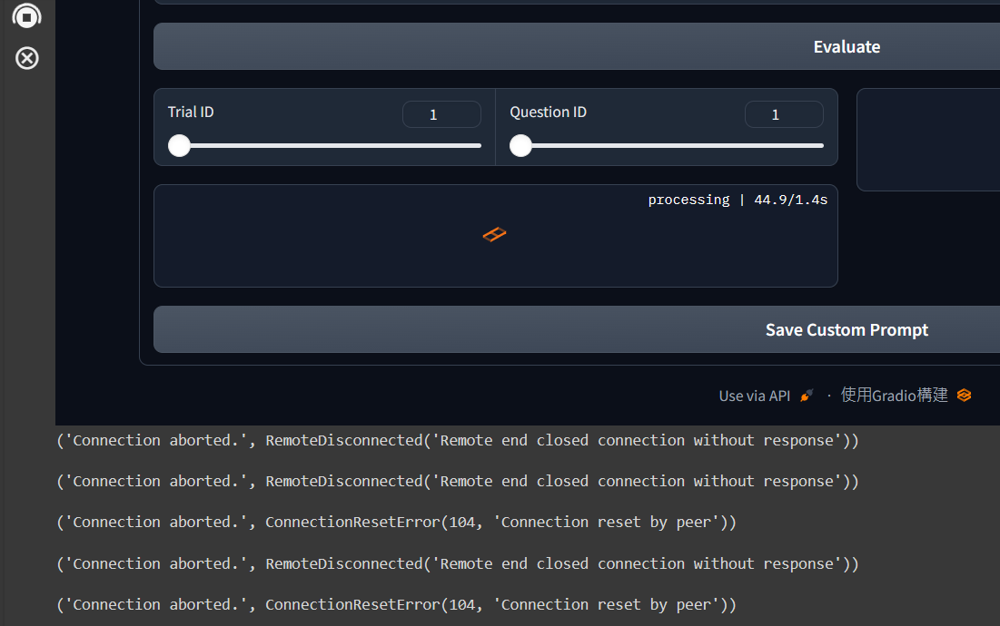 Evaluate
Trial ID 1 Question ID 1
processing | 44.9/1.4s
Save Custom Prompt
Use via API · 使用Gradio構建
('Connection aborted.', RemoteDisconnected('Remote end closed connection without response'))
('Connection aborted.', RemoteDisconnected('Remote end closed connection without response'))
('Connection aborted.', ConnectionResetError(104, 'Connection reset by peer'))
('Connection aborted.', RemoteDisconnected('Remote end closed connection without response'))
('Connection aborted.', ConnectionResetError(104, 'Connection reset by peer'))